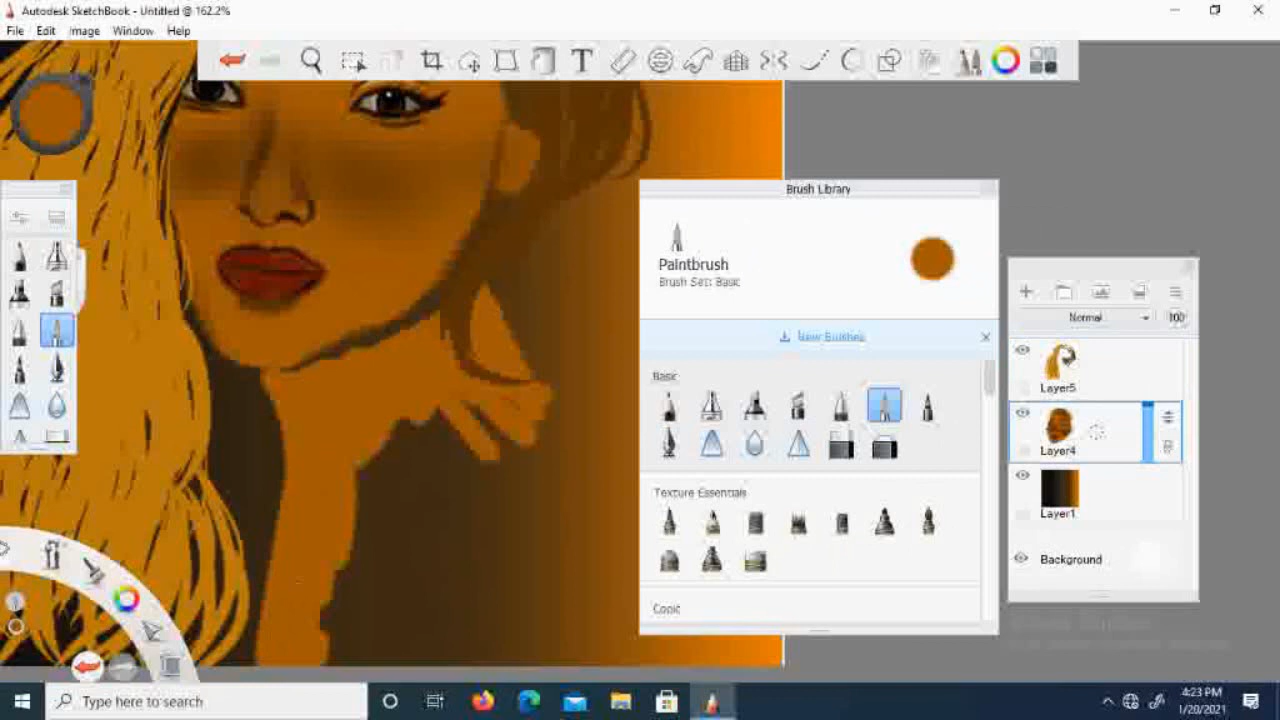 Autodesk SketchBook - Untitled @ 162.2%
File Edit Image Window Help
Brush Library
Paintbrush
Brush Set: Basic
New Brushes
Basic
Texture Essentials
Copic
Normal 100
Layer5
Layer4
Layer1
Background
Type here to search
4:23 PM
1/20/2021